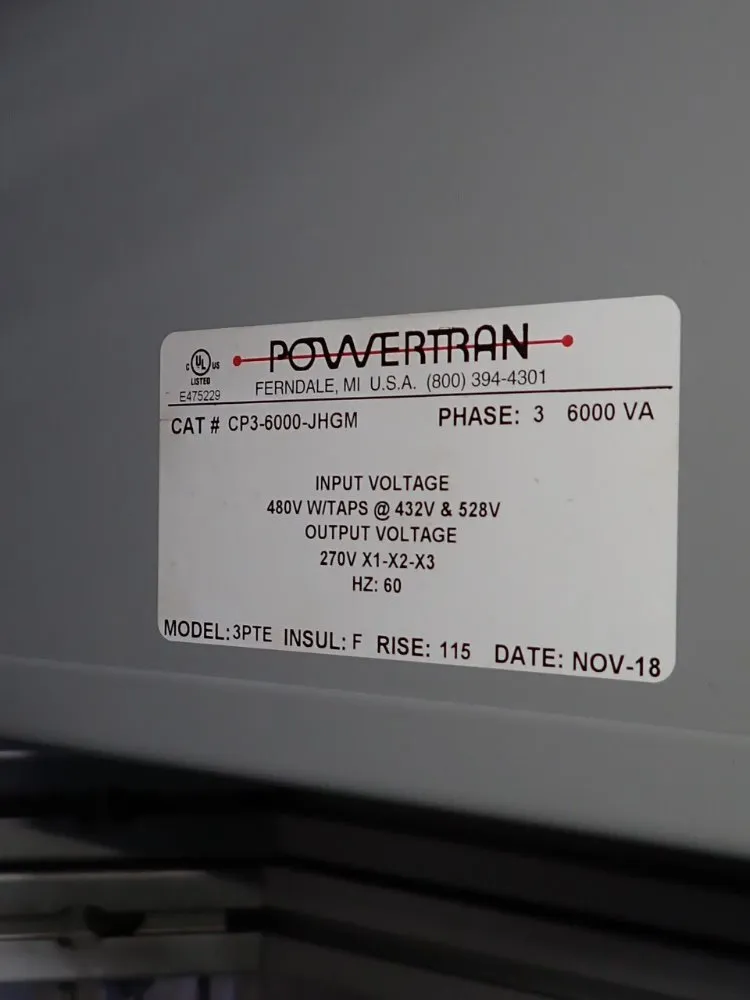 C UL US
LISTED
E475229
POWERTRAN
FERNDALE, MI U.S.A. (800) 394-4301
CAT # CP3-6000-JHGM PHASE: 3 6000 VA
INPUT VOLTAGE
480V W/TAPS @ 432V & 528V
OUTPUT VOLTAGE
270V X1-X2-X3
HZ: 60
MODEL: 3PTE INSUL: F RISE: 115 DATE: NOV-18